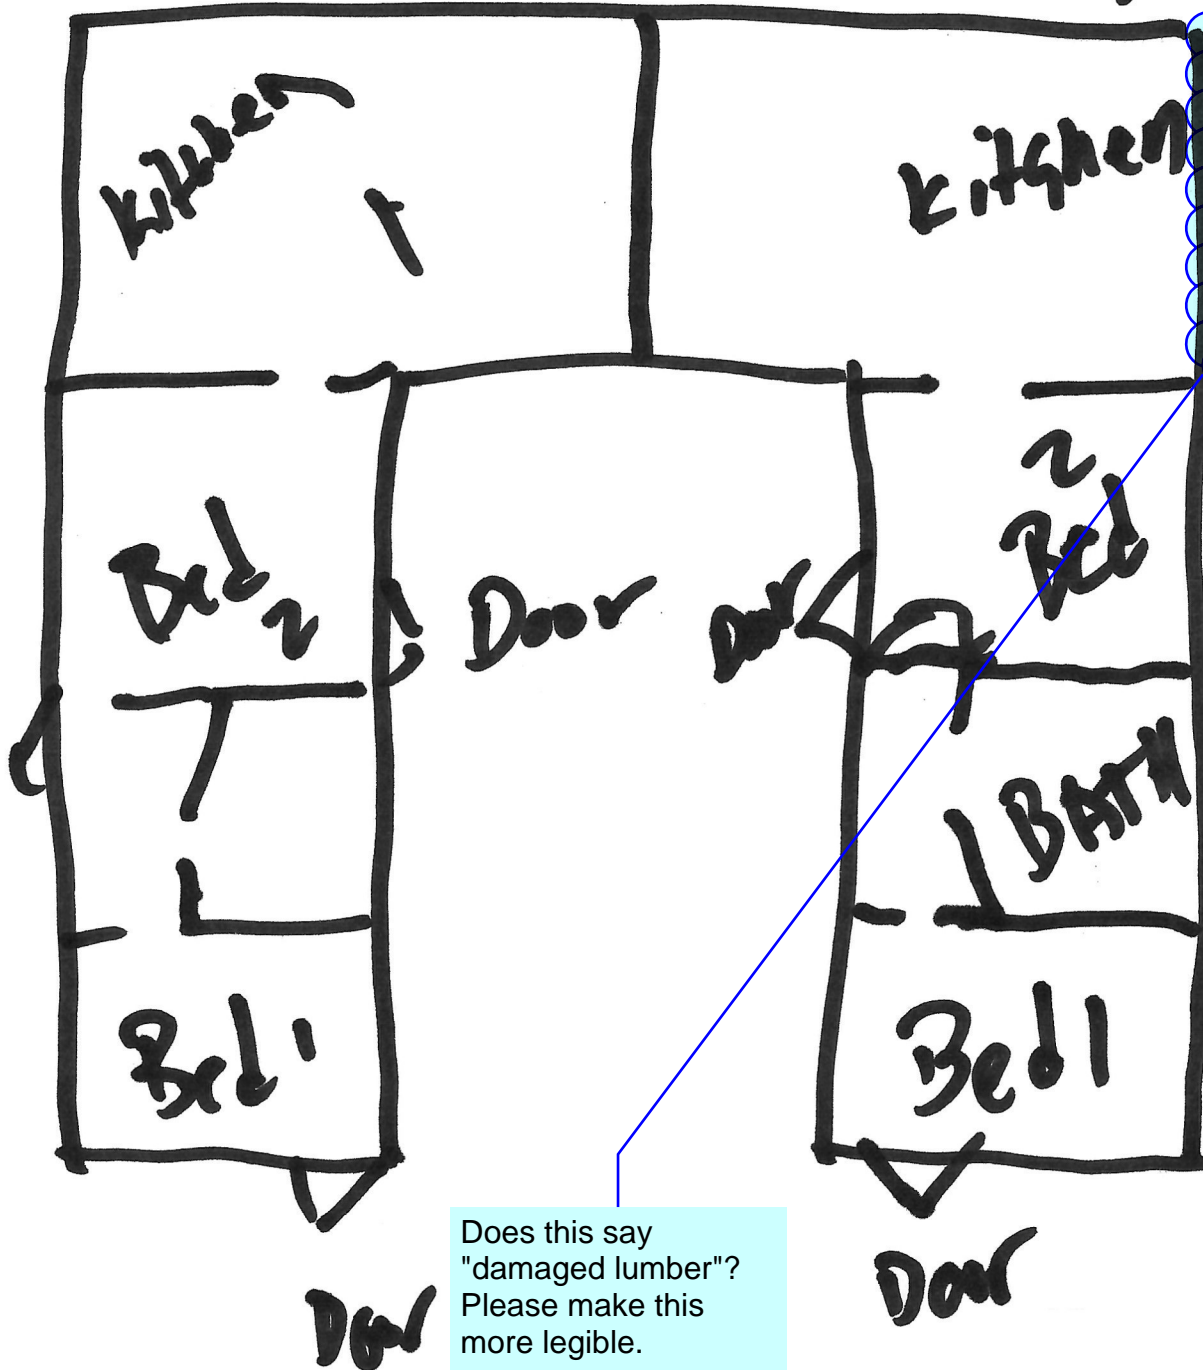 Kitchen
Kitchen
Bed 2
Door
Door
2
Bed
BATH
Bed 1
Bed 1
Door
Does this say
"damaged lumber"?
Please make this
more legible.
Door